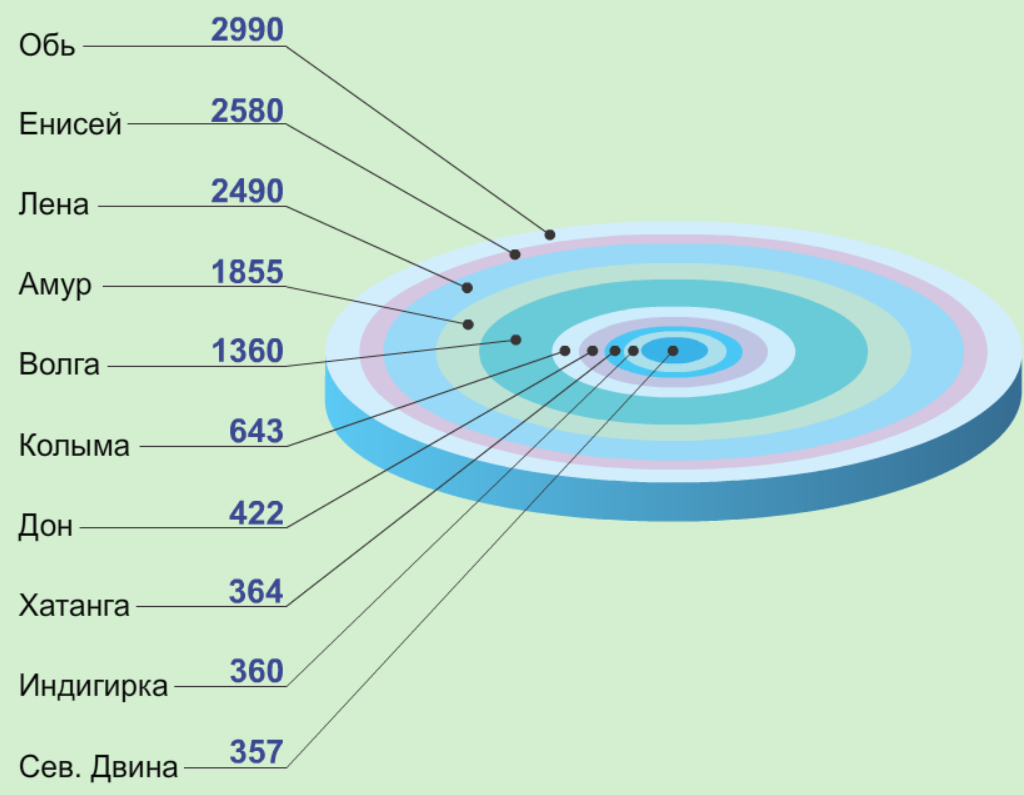 Обь 2990
Енисей 2580
Лена 2490
Амур 1855
Волга 1360
Колыма 643
Дон 422
Хатанга 364
Индигирка 360
Сев. Двина 357